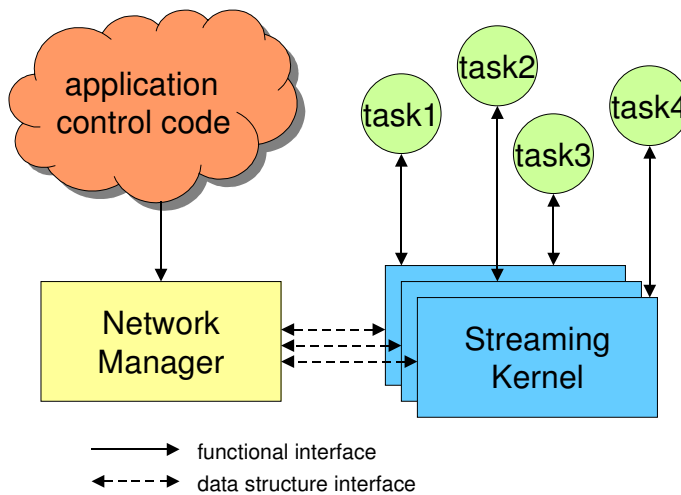 application
control code
task1
task2
task3
task4
Network
Manager
Streaming
Kernel
functional interface
data structure interface